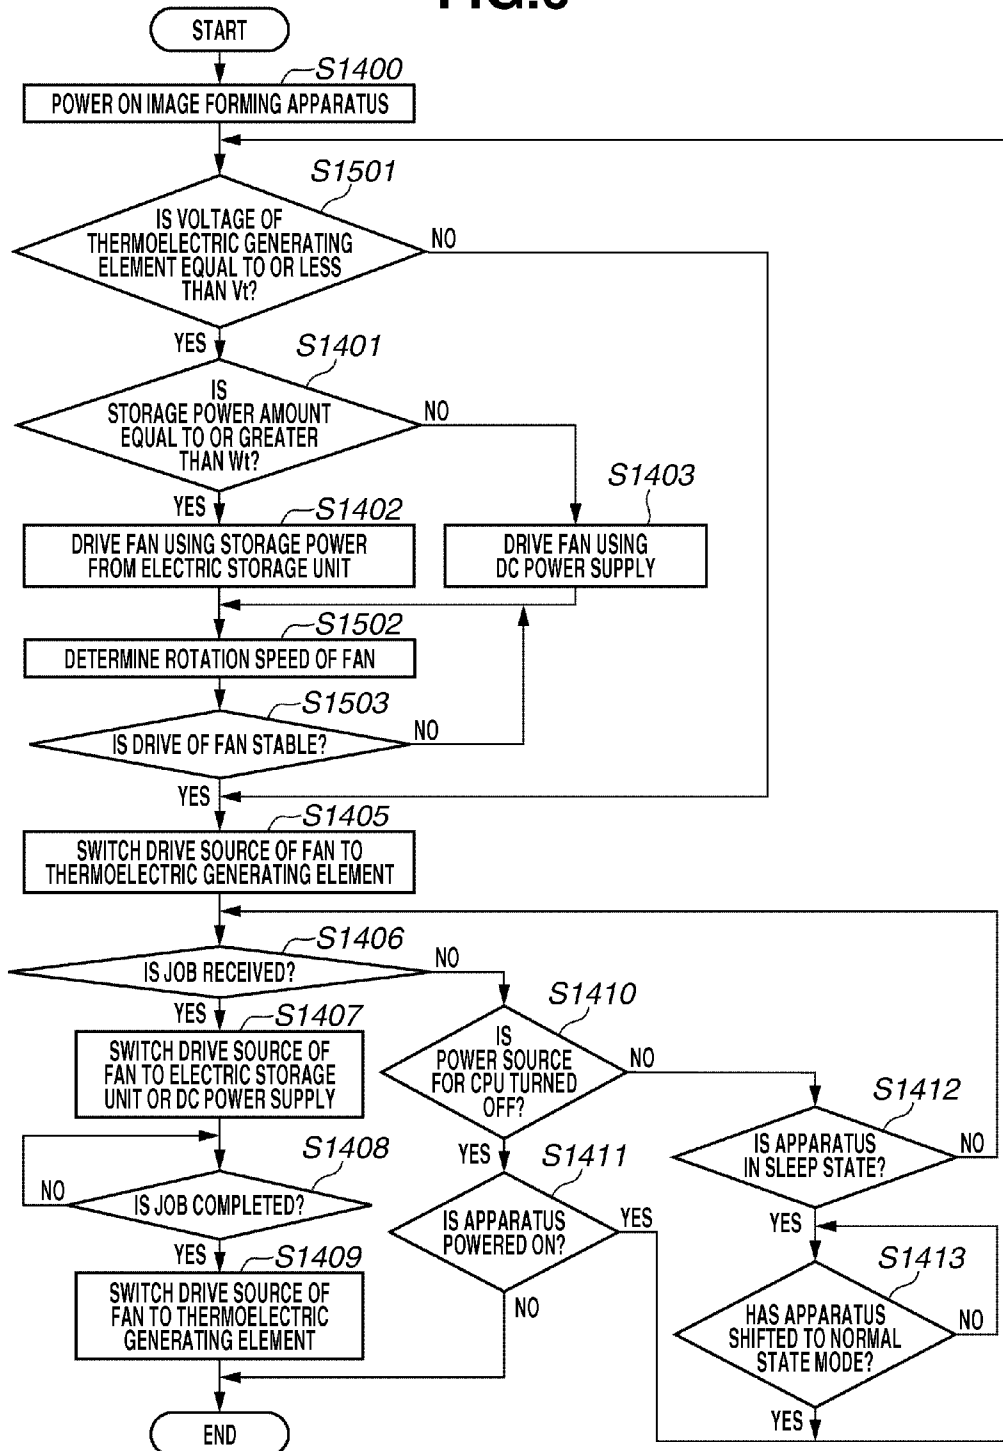 START
S1400
POWER ON IMAGE FORMING APPARATUS
S1501
IS VOLTAGE OF
THERMOELECTRIC GENERATING
ELEMENT EQUAL TO OR LESS
THAN Vt?
NO
YES
S1401
IS
STORAGE POWER AMOUNT
EQUAL TO OR GREATER
THAN Wt?
NO
YES
S1402
DRIVE FAN USING STORAGE POWER
FROM ELECTRIC STORAGE UNIT
S1403
DRIVE FAN USING
DC POWER SUPPLY
S1502
DETERMINE ROTATION SPEED OF FAN
S1503
IS DRIVE OF FAN STABLE?
NO
YES
S1405
SWITCH DRIVE SOURCE OF FAN TO
THERMOELECTRIC GENERATING ELEMENT
S1406
IS JOB RECEIVED?
NO
YES
S1407
SWITCH DRIVE SOURCE OF
FAN TO ELECTRIC STORAGE
UNIT OR DC POWER SUPPLY
S1408
IS JOB COMPLETED?
NO
YES
S1409
SWITCH DRIVE SOURCE OF
FAN TO THERMOELECTRIC
GENERATING ELEMENT
END
S1410
IS
POWER SOURCE
FOR CPU TURNED
OFF?
NO
YES
S1411
IS APPARATUS
POWERED ON?
YES
NO
S1412
IS APPARATUS
IN SLEEP STATE?
NO
YES
S1413
HAS APPARATUS
SHIFTED TO NORMAL
STATE MODE?
NO
YES